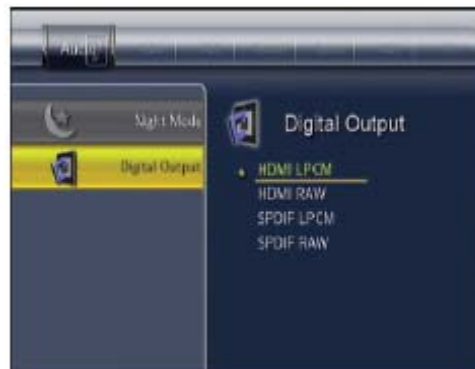 Audio
Night Mode
Digital Output
Digital Output
HDMI LPCM
HDMI RAW
SPDIF LPCM
SPDIF RAW